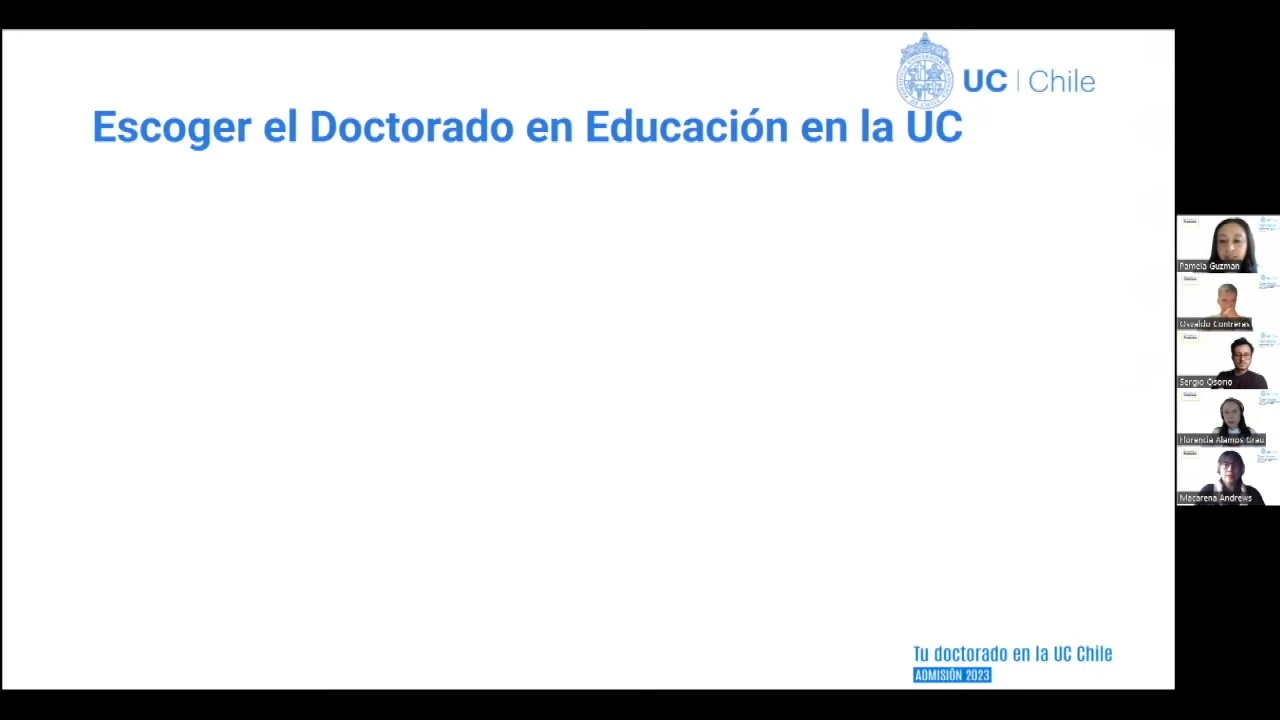 UC | Chile
Escoger el Doctorado en Educación en la UC
Pamela Guzman
Osvaldo Contreras
Sergio Osorio
Florencia Alamos Grau
Macarena Andrews
Tu doctorado en la UC Chile
ADMISIÓN 2023